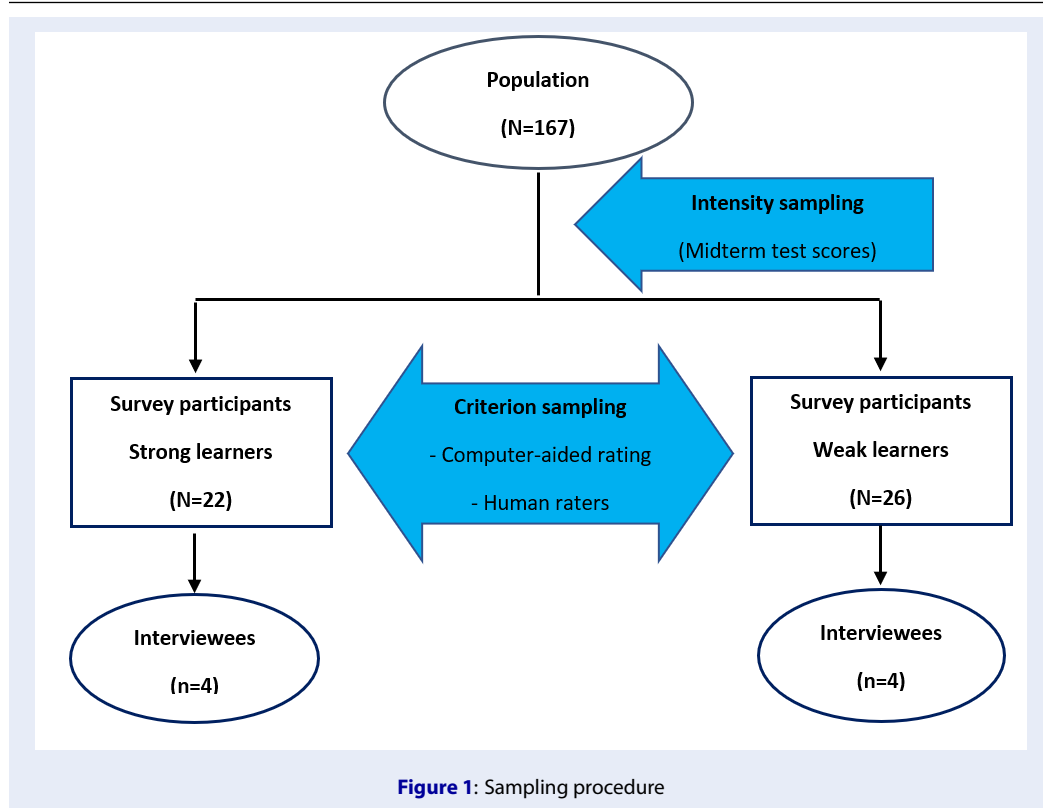 Population
(N=167)
Intensity sampling
(Midterm test scores)
Survey participants
Strong learners
(N=22)
Criterion sampling
- Computer-aided rating
- Human raters
Survey participants
Weak learners
(N=26)
Interviewees
(n=4)
Interviewees
(n=4)
Figure 1: Sampling procedure